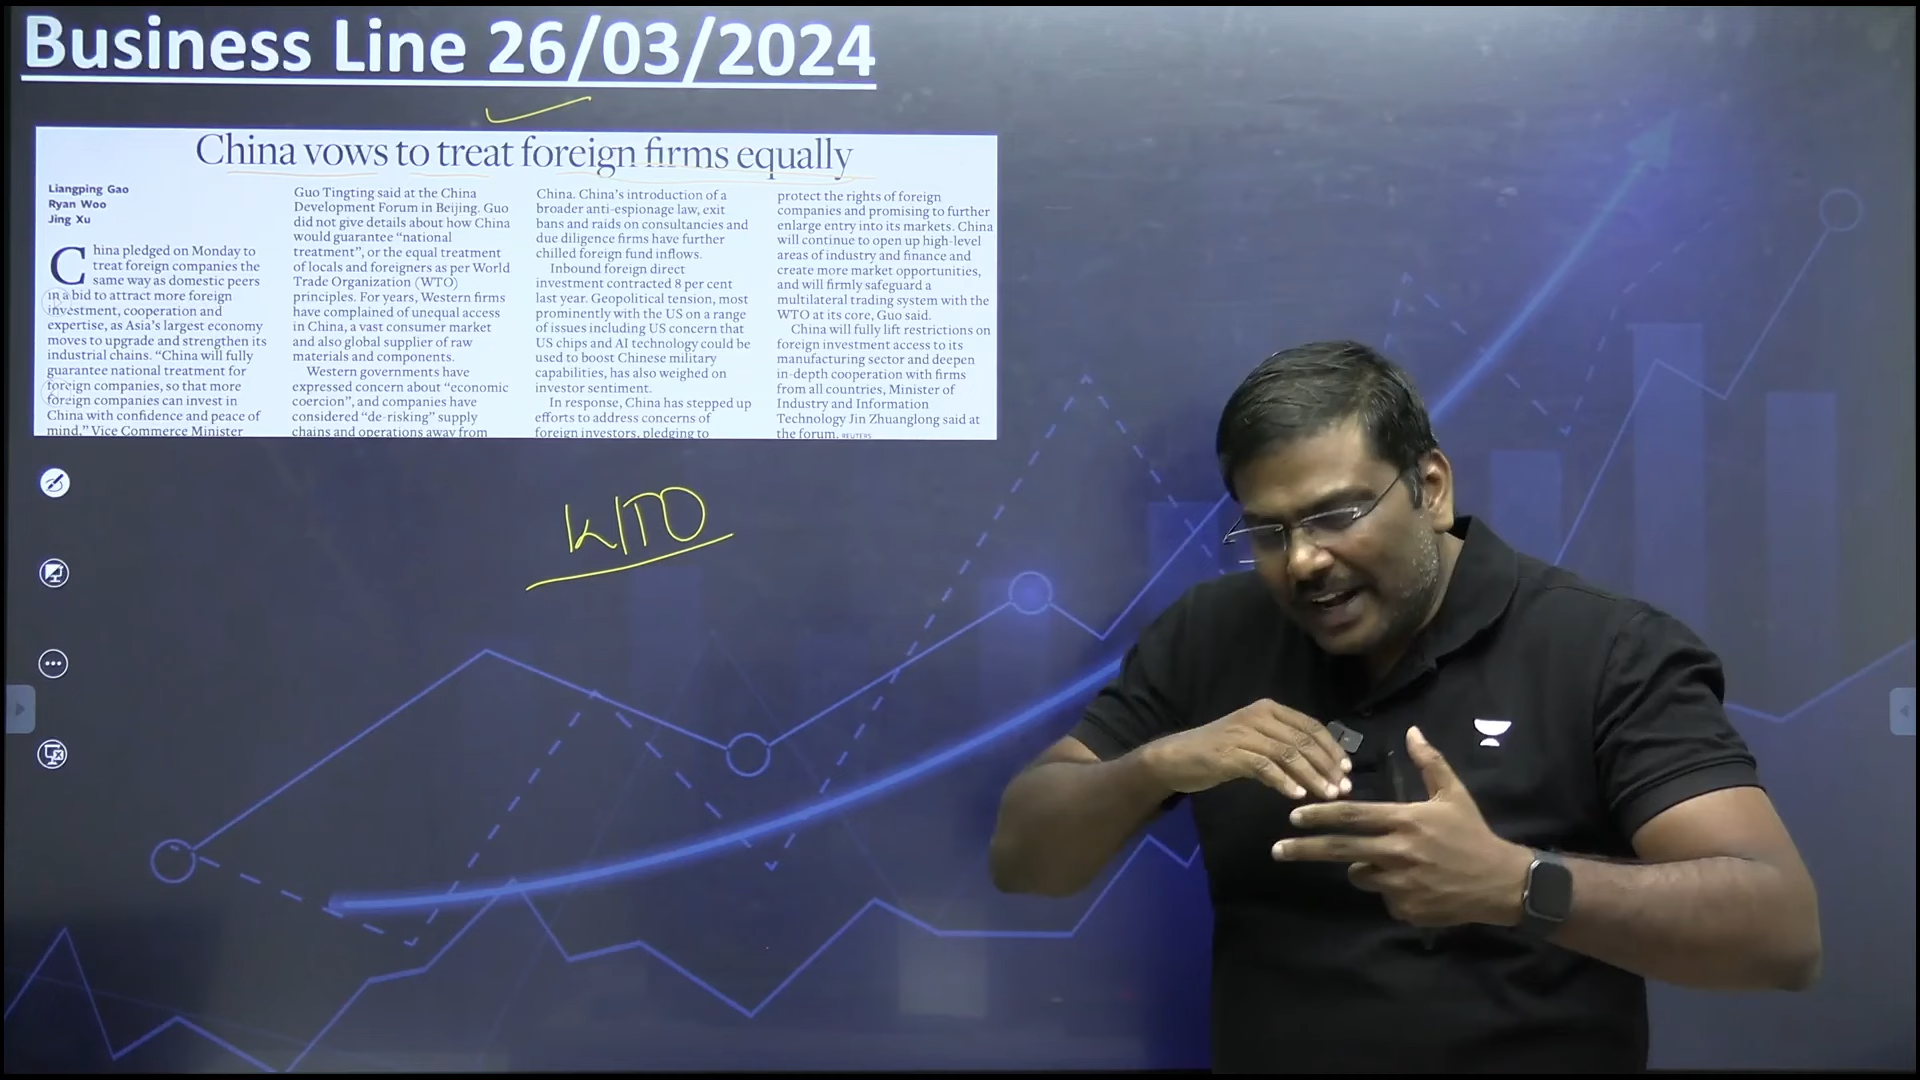 Business Line 26/03/2024
China vows to treat foreign firms equally
Liangping Gao
Ryan Woo
Jing Xu
China pledged on Monday to
treat foreign companies the
same way as domestic peers
in a bid to attract more foreign
investment, cooperation and
expertise, as Asia's largest economy
moves to upgrade and strengthen its
industrial chains. “China will fully
guarantee national treatment for
foreign companies, so that more
foreign companies can invest in
China with confidence and peace of
mind,” Vice Commerce Minister
Guo Tingting said at the China
Development Forum in Beijing. Guo
did not give details about how China
would guarantee “national
treatment”, or the equal treatment
of locals and foreigners as per World
Trade Organization (WTO)
principles. For years, Western firms
have complained of unequal access
in China, a vast consumer market
and also global supplier of raw
materials and components.
Western governments have
expressed concern about “economic
coercion”, and companies have
considered “de-risking” supply
chains and operations away from
China. China's introduction of a
broader anti-espionage law, exit
bans and raids on consultancies and
due diligence firms have further
chilled foreign fund inflows.
Inbound foreign direct
investment contracted 8 per cent
last year. Geopolitical tension, most
prominently with the US on a range
of issues including US concern that
US chips and AI technology could be
used to boost Chinese military
capabilities, has also weighed on
investor sentiment.
In response, China has stepped up
efforts to address concerns of
foreign investors, pledging to
protect the rights of foreign
companies and promising to further
enlarge entry into its markets. China
will continue to open up high-level
areas of industry and finance and
create more market opportunities,
and will firmly safeguard a
multilateral trading system with the
WTO at its core, Guo said.
China will fully lift restrictions on
foreign investment access to its
manufacturing sector and deepen
in-depth cooperation with firms
from all countries, Minister of
Industry and Information
Technology Jin Zhuanglong said at
the forum. REUTERS
WTO